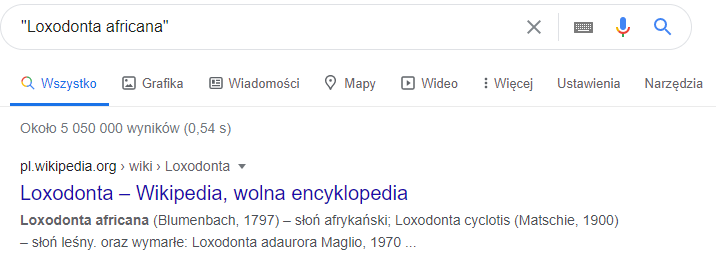 "Loxodonta africana"
Wszystko Grafika Wiadomości Mapy Wideo Więcej Ustawienia Narzędzia
Około 5 050 000 wyników (0,54 s)
pl.wikipedia.org › wiki › Loxodonta
Loxodonta – Wikipedia, wolna encyklopedia
Loxodonta africana (Blumenbach, 1797) – słoń afrykański; Loxodonta cyclotis (Matschie, 1900)
– słoń leśny. oraz wymarłe: Loxodonta adaurora Maglio, 1970 ...